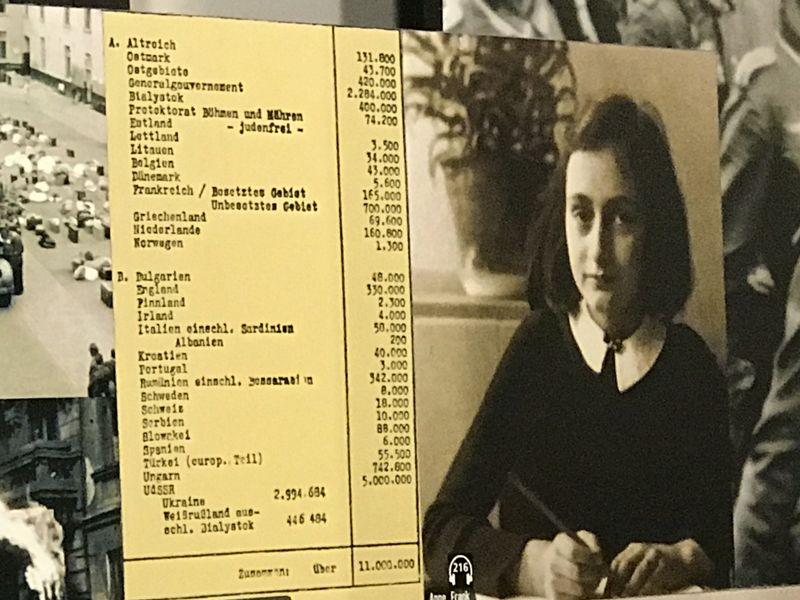 A. Altreich 131.800
Ostmark 43.700
Ostgebiete 420.000
Generalgouvernement 2.284.000
Bialystok 400.000
Protektorat Böhmen und Mähren 74.200
Estland - judenfrei -
Lettland 3.500
Litauen 34.000
Belgien 43.000
Dänemark 5.600
Frankreich / Besetztes Gebiet 165.000
Unbesetztes Gebiet 700.000
Griechenland 69.600
Niederlande 160.800
Norwegen 1.300
B. Bulgarien 48.000
England 330.000
Finnland 2.300
Irland 4.000
Italien einschl. Sardinien 58.000
Albanien 200
Kroatien 40.000
Portugal 3.000
Rumänien einschl. Bessarabien 342.000
Schweden 8.000
Schweiz 18.000
Serbien 10.000
Slowakei 88.000
Spanien 6.000
Türkei (europ. Teil) 55.500
Ungarn 742.800
UdSSR 5.000.000
Ukraine 2.994.684
Weißrußland aus-
schl. Bialystok 446 484
Zusammen: über 11.000.000
216
Anne Frank